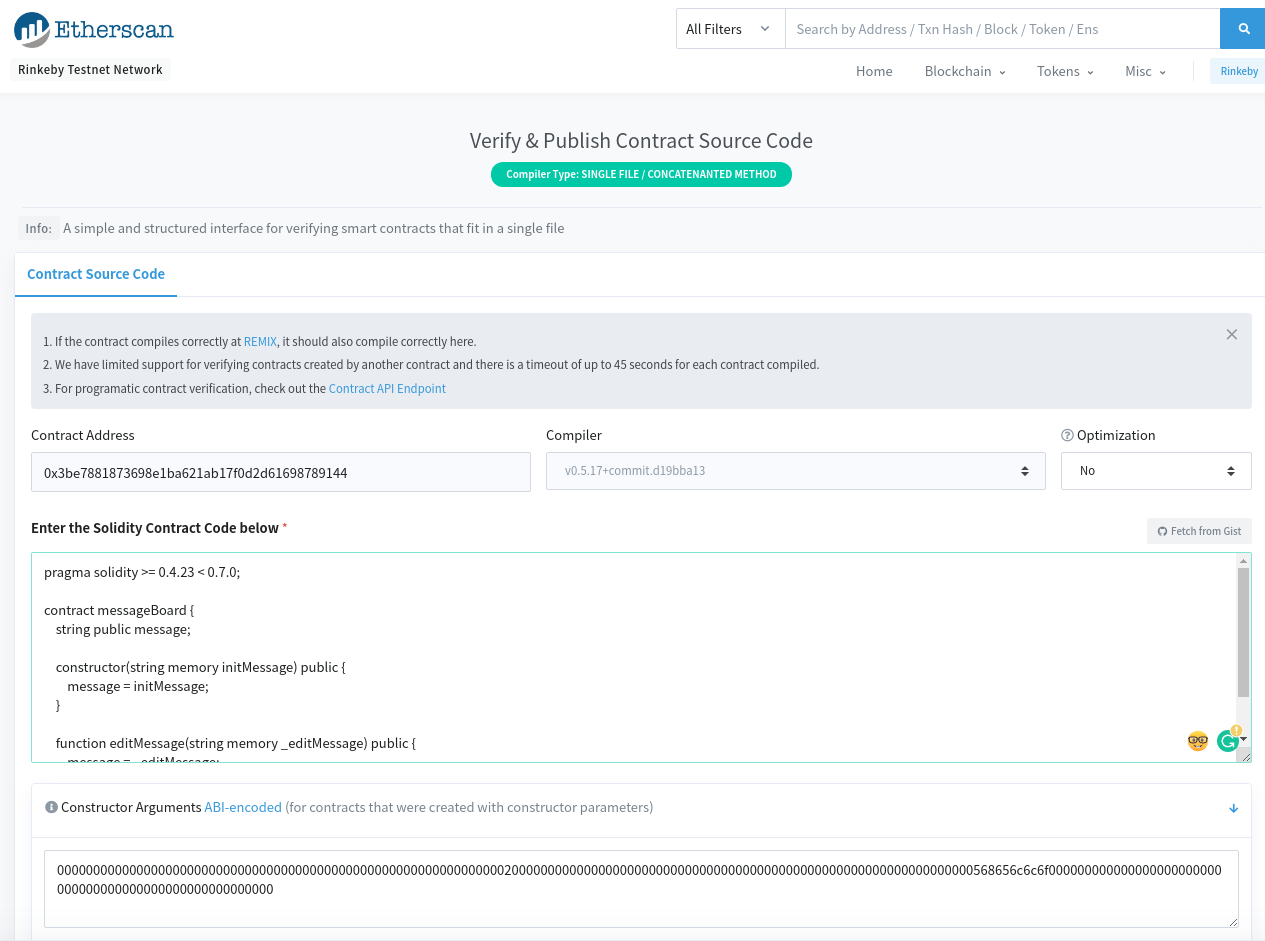 Etherscan
All Filters
Search by Address / Txn Hash / Block / Token / Ens
Rinkeby Testnet Network
Home
Blockchain
Tokens
Misc
Rinkeby
Verify & Publish Contract Source Code
Compiler Type: SINGLE FILE / CONCATENANTED METHOD
Info: A simple and structured interface for verifying smart contracts that fit in a single file
Contract Source Code
1. If the contract compiles correctly at REMIX, it should also compile correctly here.
2. We have limited support for verifying contracts created by another contract and there is a timeout of up to 45 seconds for each contract compiled.
3. For programatic contract verification, check out the Contract API Endpoint
Contract Address
Compiler
Optimization
0x3be7881873698e1ba621ab17f0d2d61698789144
v0.5.17+commit.d19bba13
No
Enter the Solidity Contract Code below *
Fetch from Gist
pragma solidity >= 0.4.23 < 0.7.0;
contract messageBoard {
string public message;
constructor(string memory initMessage) public {
message = initMessage;
}
function editMessage(string memory _editMessage) public {
message = _editMessage;
Constructor Arguments ABI-encoded (for contracts that were created with constructor parameters)
000000000000000000000000000000000000000000000000000000000000002000000000000000000000000000000000000000000000000000000000000000000568656c6c6f000000000000000000000000
000000000000000000000000000000